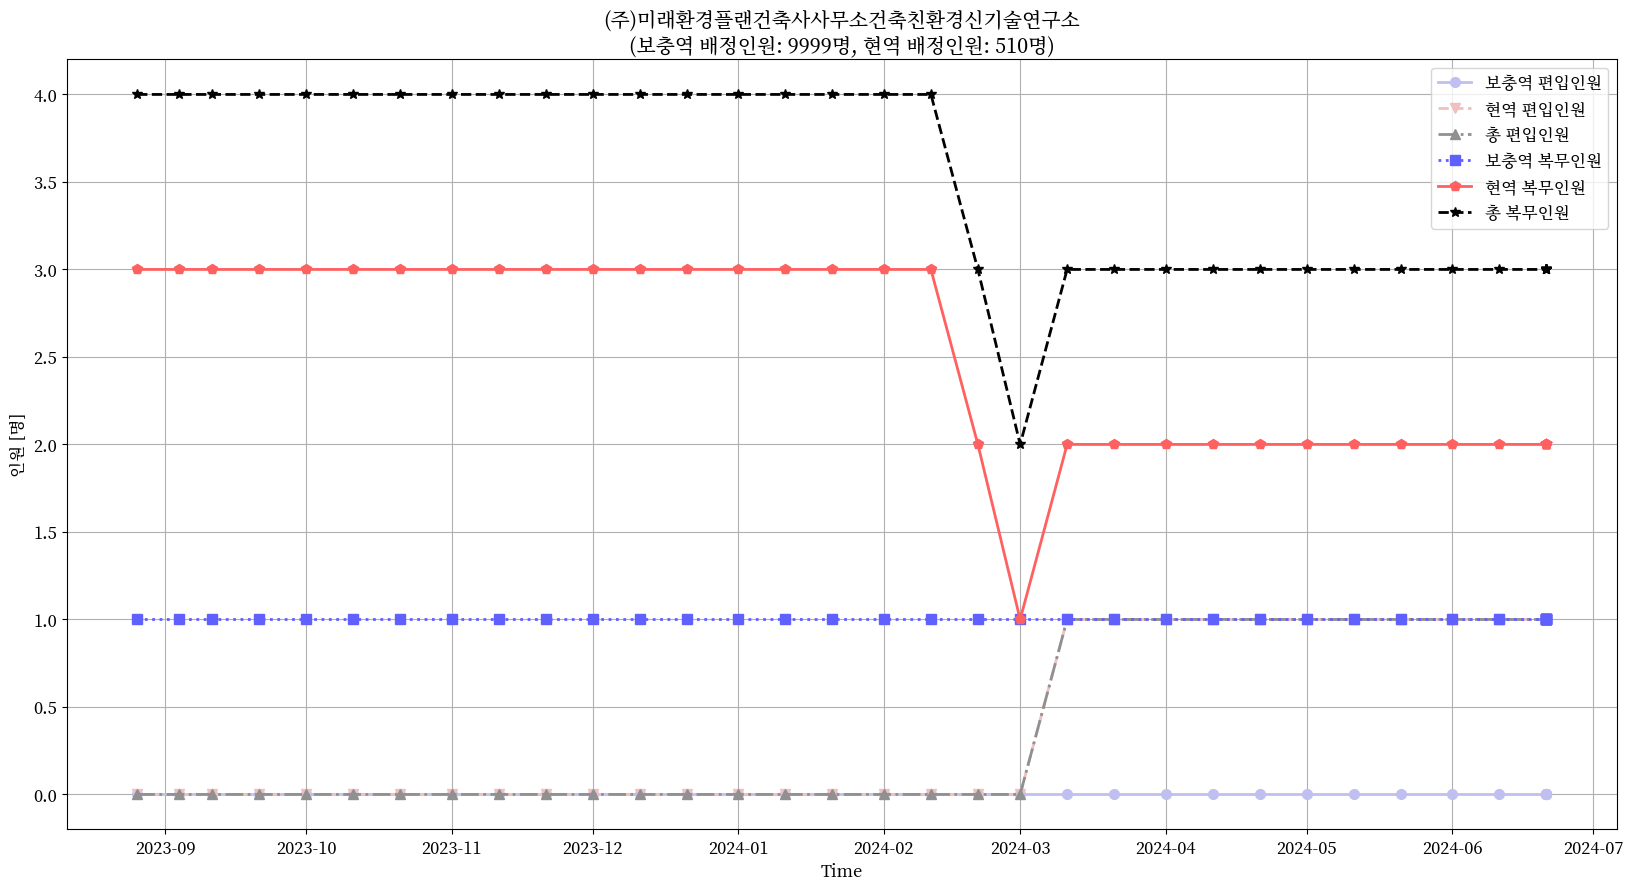 (주)미래환경플랜건축사사무소건축친환경신기술연구소
(보충역 배정인원: 9999명, 현역 배정인원: 510명)
보충역 편입인원
현역 편입인원
총 편입인원
보충역 복무인원
현역 복무인원
총 복무인원
인원 [명]
4.0
3.5
3.0
2.5
2.0
1.5
1.0
0.5
0.0
2023-09 2023-10 2023-11 2023-12 2024-01 2024-02 2024-03 2024-04 2024-05 2024-06 2024-07
Time